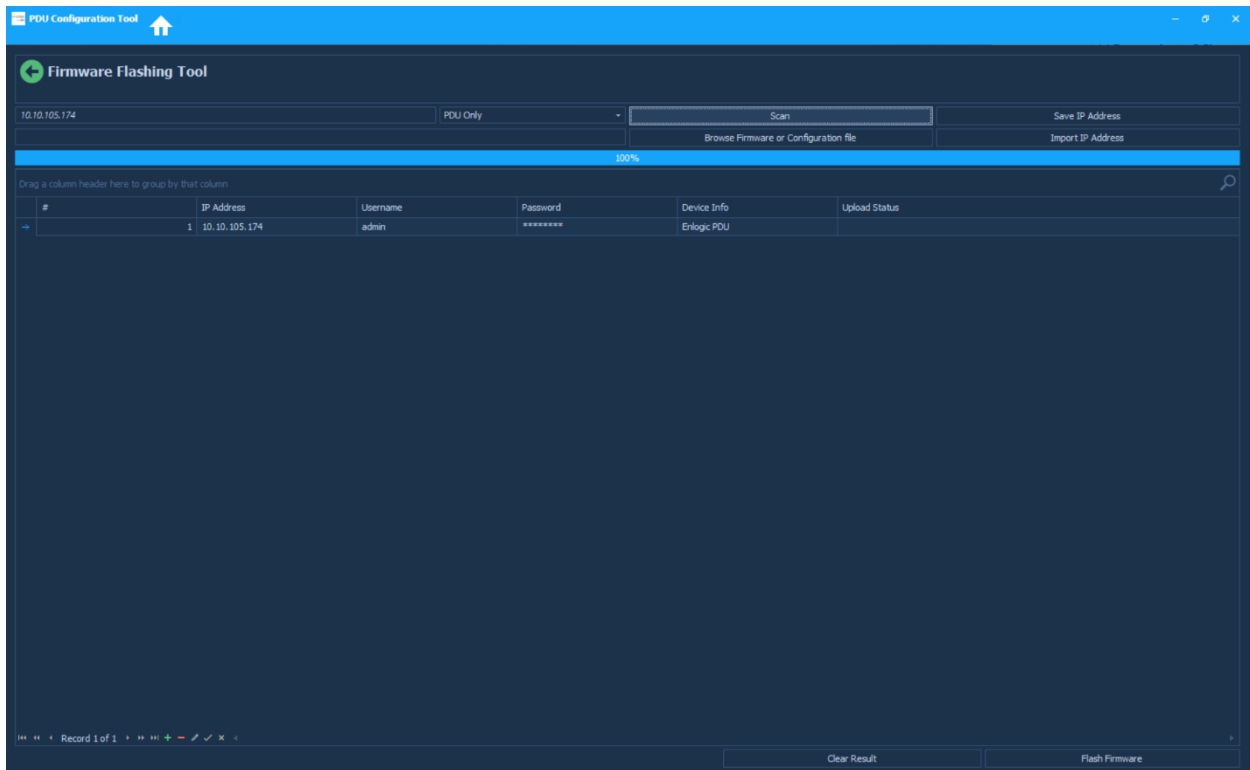 PDU Configuration Tool
Firmware Flashing Tool
10.10.105.174 PDU Only Scan Save IP Address
Browse Firmware or Configuration file Import IP Address
100%
Drag a column header here to group by that column
# IP Address Username Password Device Info Upload Status
1 10.10.105.174 admin ******** Enlogic PDU
Record 1 of 1
Clear Result Flash Firmware